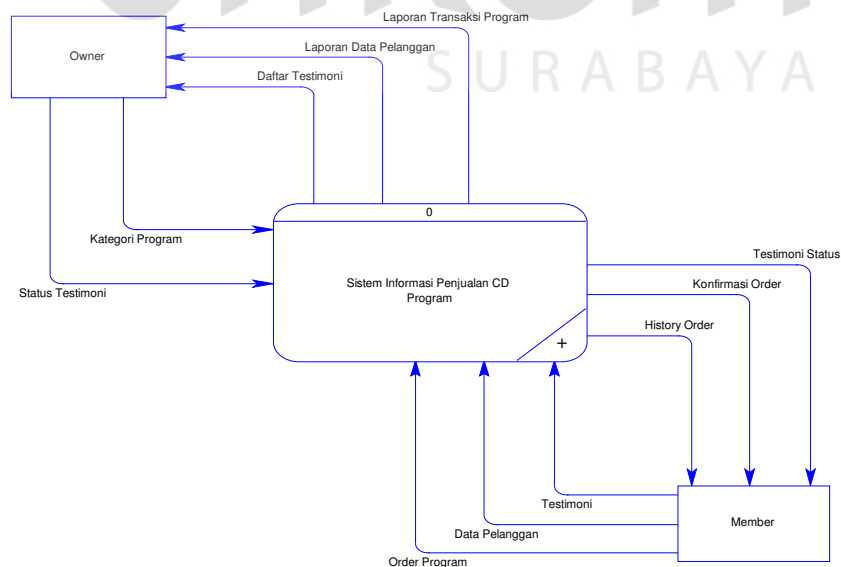 Laporan Transaksi Program
Laporan Data Pelanggan
Owner
Daftar Testimoni
SURABAYA
0
Kategori Program
Status Testimoni
Sistem Informasi Penjualan CD
Program
+
Testimoni Status
Konfirmasi Order
History Order
Testimoni
Data Pelanggan
Order Program
Member